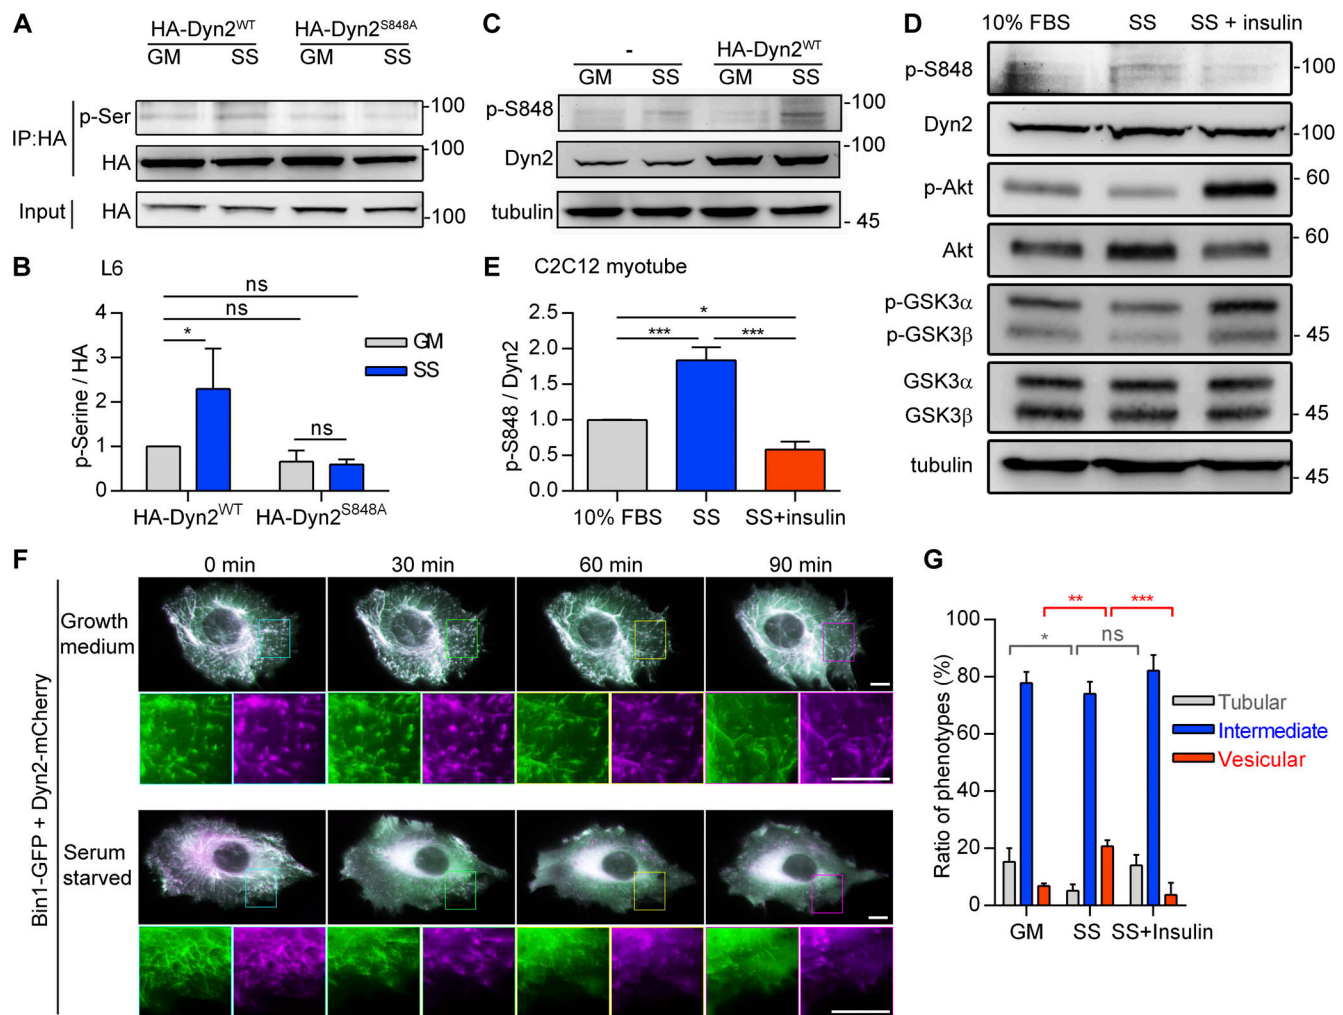 A
HA-Dyn2WT HA-Dyn2S848A
GM SS GM SS
IP:HA
p-Ser
-100
HA
-100
Input
HA
-100
B
L6
ns
ns
*
ns
GM
SS
p-Serine / HA
4
3
2
1
0
HA-Dyn2WT HA-Dyn2S848A
C
- HA-Dyn2WT
GM SS GM SS
p-S848
-100
Dyn2
-100
tubulin
- 45
D
10% FBS SS SS + insulin
p-S848
-100
Dyn2
-100
p-Akt
- 60
Akt
- 60
p-GSK3α
p-GSK3β
- 45
GSK3α
GSK3β
- 45
tubulin
- 45
E
C2C12 myotube
*
*** ***
p-S848 / Dyn2
2.5
2.0
1.5
1.0
0.5
0.0
10% FBS SS SS+insulin
F
0 min 30 min 60 min 90 min
Bin1-GFP + Dyn2-mCherry
Growth
medium
Serum
starved
G
** ***
* ns
Ratio of phenotypes (%)
100
80
60
40
20
0
Tubular
Intermediate
Vesicular
GM SS SS+Insulin